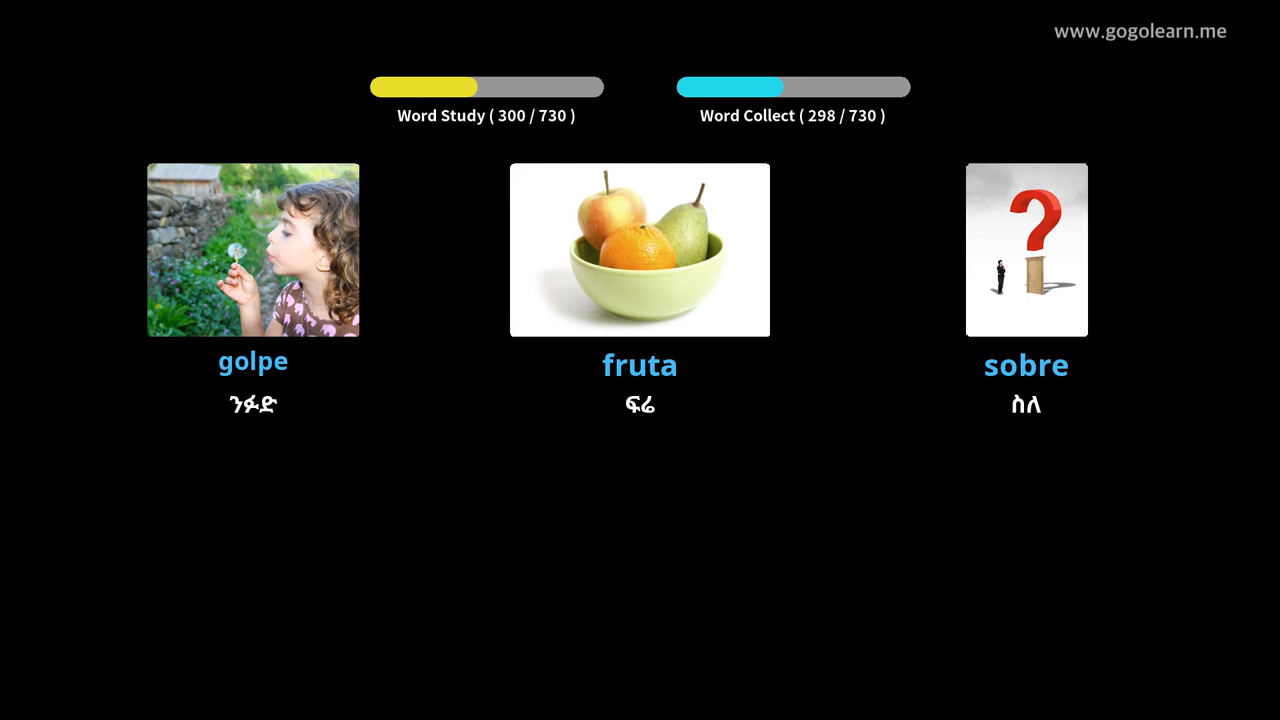 www.gogolearn.me
Word Study ( 300 / 730 )
Word Collect ( 298 / 730 )
golpe
fruta
sobre
ንፉድ
ፍሬ
ስለ